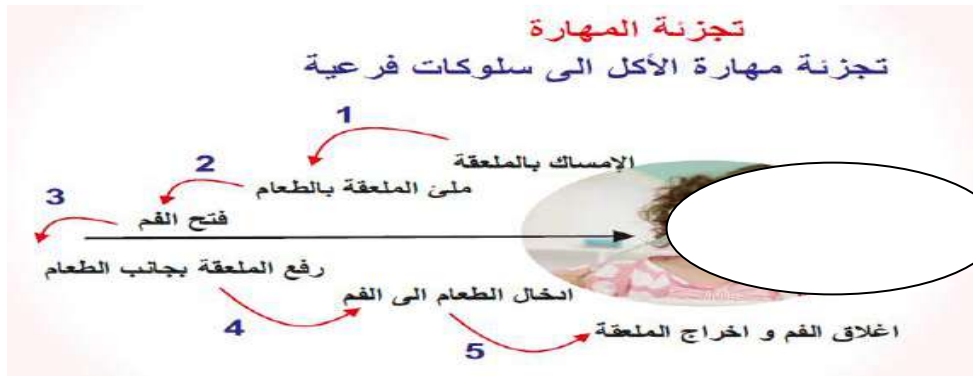 تجزئة المهارة
تجزئة مهارة الأكل الى سلوكات فرعية
1
الإمساك بالملعقة
2
ملئ الملعقة بالطعام
3
فتح الفم
رفع الملعقة بجانب الطعام
4
ادخال الطعام الى الفم
5
اغلاق الفم و اخراج الملعقة